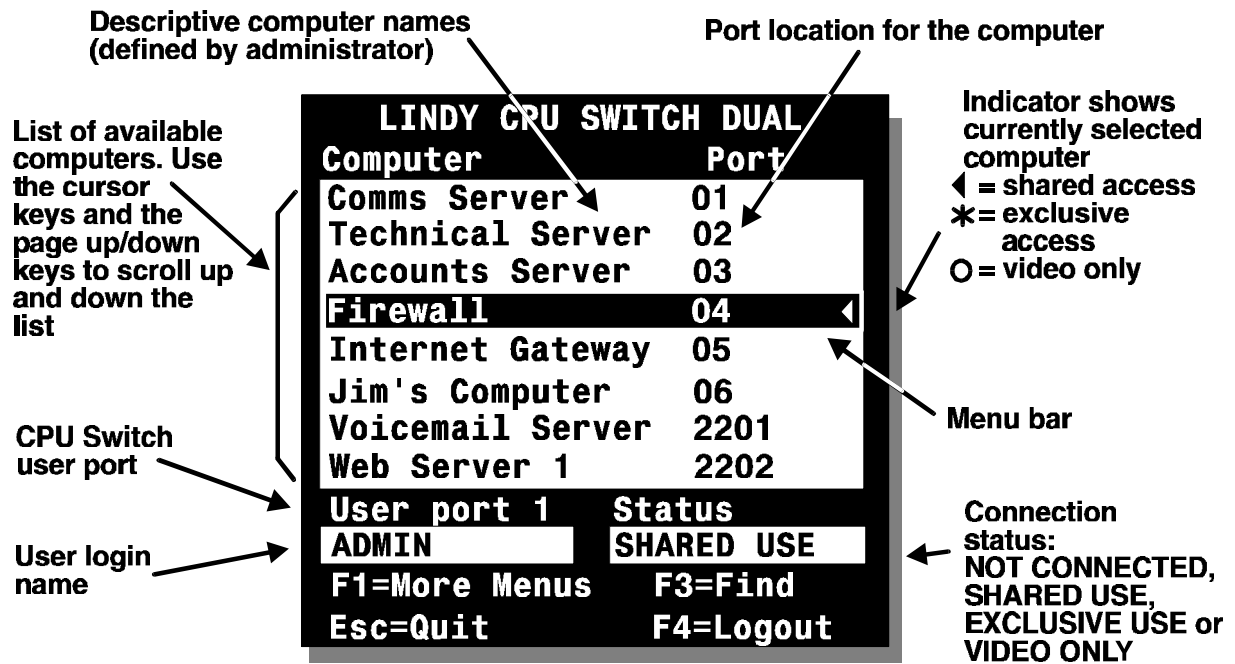 Descriptive computer names
(defined by administrator)
Port location for the computer
List of available
computers. Use
the cursor
keys and the
page up/down
keys to scroll up
and down the
list
CPU Switch
user port
User login
name
LINDY CPU SWITCH DUAL
Computer Port
Comms Server 01
Technical Server 02
Accounts Server 03
Firewall 04
Internet Gateway 05
Jim's Computer 06
Voicemail Server 2201
Web Server 1 2202
User port 1 Status
ADMIN SHARED USE
F1=More Menus F3=Find
Esc=Quit F4=Logout
Indicator shows
currently selected
computer
◀ = shared access
* = exclusive
access
O = video only
Menu bar
Connection
status:
NOT CONNECTED,
SHARED USE,
EXCLUSIVE USE or
VIDEO ONLY